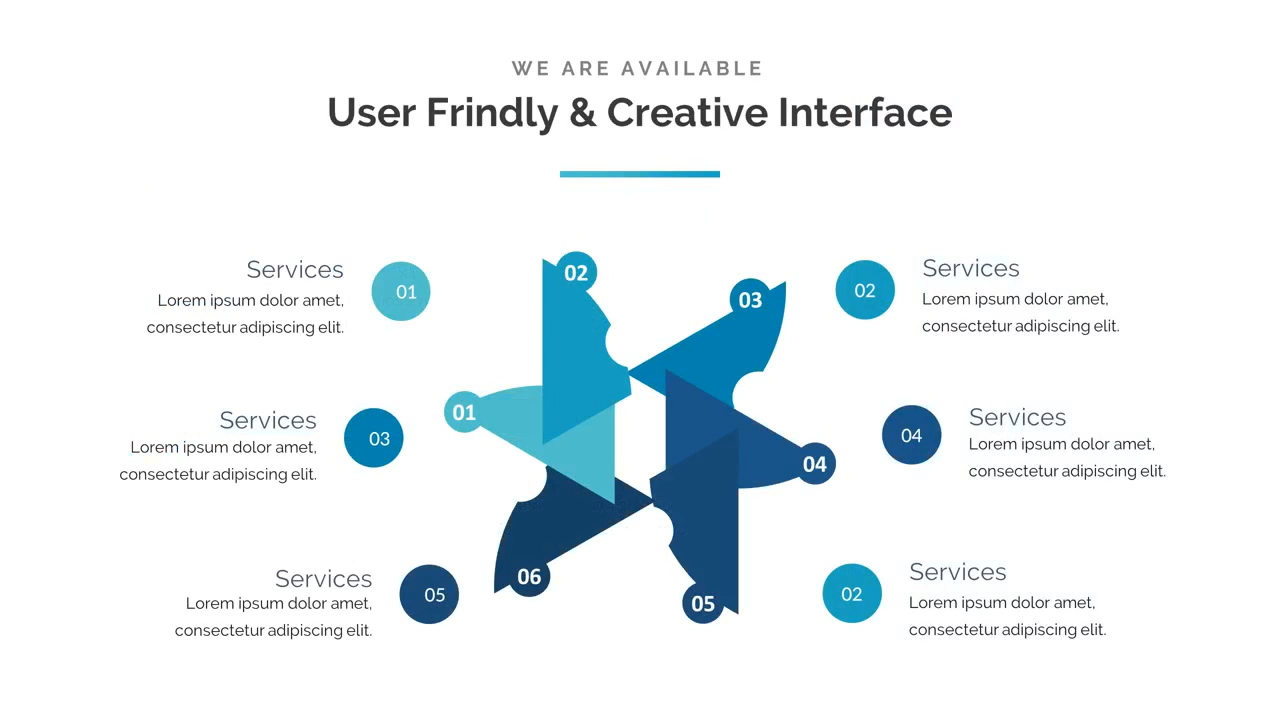 WE ARE AVAILABLE
User Frindly & Creative Interface
Services
Lorem ipsum dolor amet,
consectetur adipiscing elit.
01
Services
Lorem ipsum dolor amet,
consectetur adipiscing elit.
03
Services
Lorem ipsum dolor amet,
consectetur adipiscing elit.
05
02
03
01
04
06
05
02
Services
Lorem ipsum dolor amet,
consectetur adipiscing elit.
04
Services
Lorem ipsum dolor amet,
consectetur adipiscing elit.
02
Services
Lorem ipsum dolor amet,
consectetur adipiscing elit.